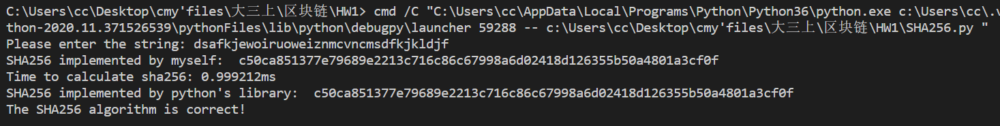 C:\Users\cc\Desktop\cmy'files\大三上\区块链\HW1> cmd /C "C:\Users\cc\AppData\Local\Programs\Python\Python36\python.exe c:\Users\cc\.v
thon-2020.11.371526539\pythonFiles\lib\python\debugpy\launcher 59288 -- c:\Users\cc\Desktop\cmy'files\大三上\区块链\HW1\SHA256.py "
Please enter the string: dsafkjewoiruoweiznmcvncmsdfkjkldjf
SHA256 implemented by myself:  c50ca851377e79689e2213c716c86c67998a6d02418d126355b50a4801a3cf0f
Time to calculate sha256: 0.999212ms
SHA256 implemented by python's library:  c50ca851377e79689e2213c716c86c67998a6d02418d126355b50a4801a3cf0f
The SHA256 algorithm is correct!